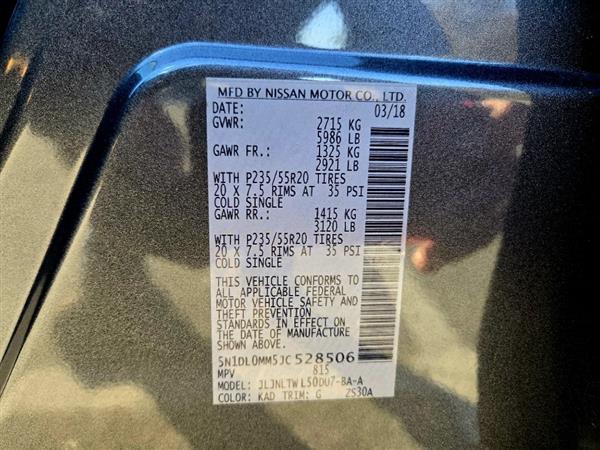 MFD BY NISSAN MOTOR CO., LTD.
DATE: 03/18
GVWR: 2715 KG
5986 LB
GAWR FR.: 1325 KG
2921 LB
WITH P235/55R20 TIRES
20 X 7.5 RIMS AT 35 PSI
COLD SINGLE
GAWR RR.: 1415 KG
3120 LB
WITH P235/55R20 TIRES
20 X 7.5 RIMS AT 35 PSI
COLD SINGLE
THIS VEHICLE CONFORMS TO
ALL APPLICABLE FEDERAL
MOTOR VEHICLE SAFETY AND
THEFT PREVENTION
STANDARDS IN EFFECT ON
THE DATE OF MANUFACTURE
SHOWN ABOVE.
5N1DL0MM5JC528506
MPV 815
MODEL: JLJNLTWL50DU7-BA-A
COLOR: KAD TRIM: G 2S30A